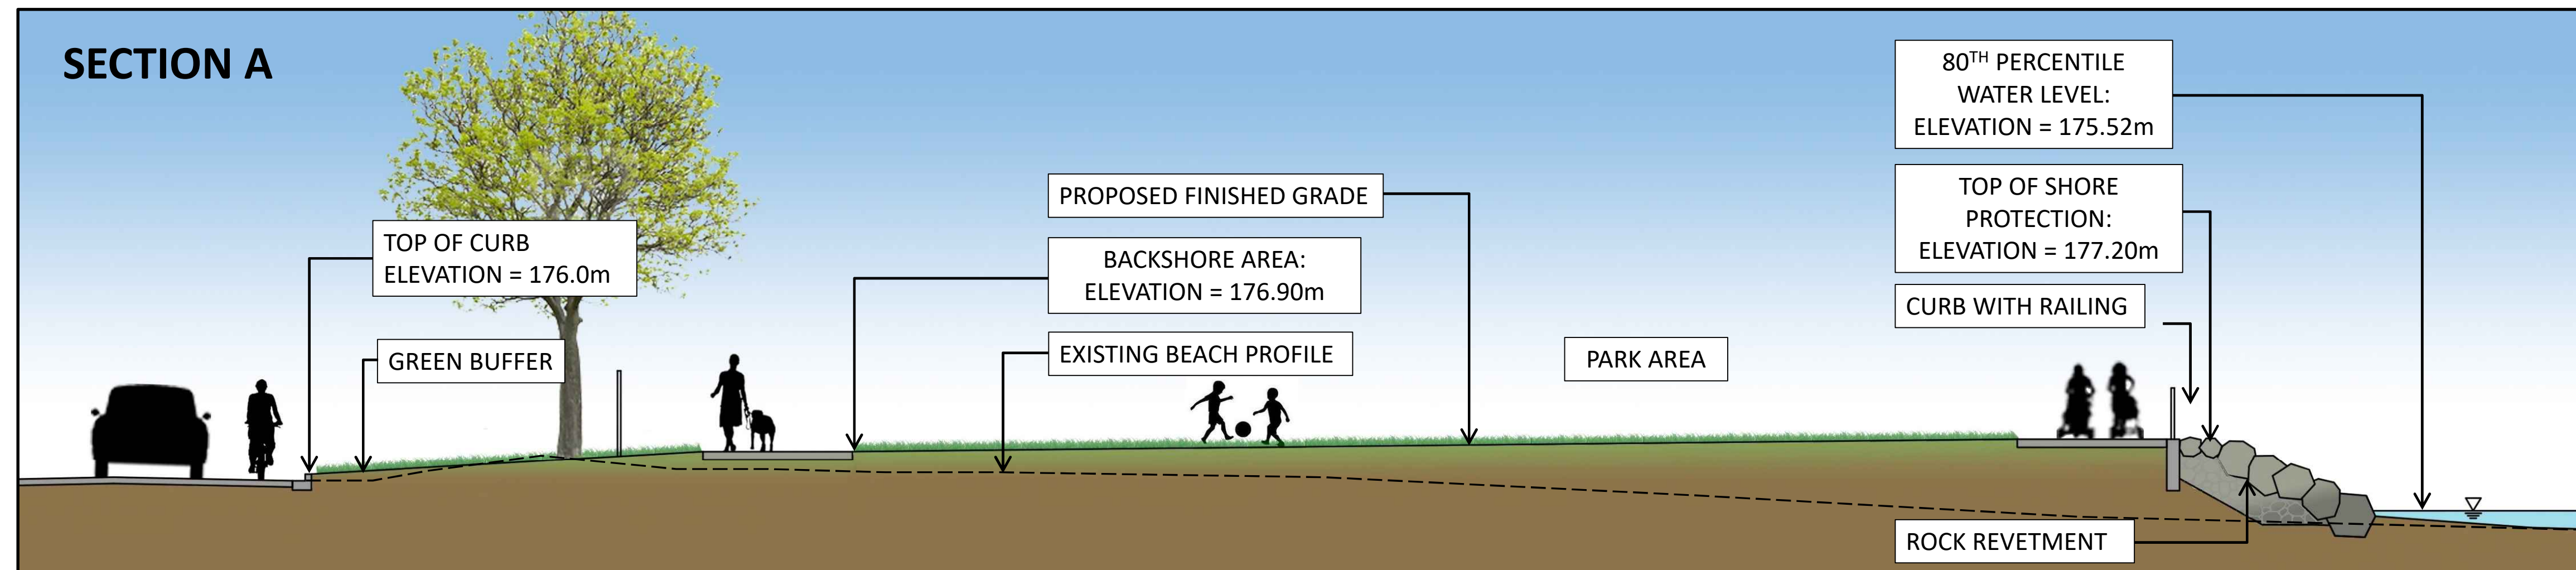 SECTION A
80TH PERCENTILE
WATER LEVEL:
ELEVATION = 175.52m
TOP OF SHORE
PROTECTION:
ELEVATION = 177.20m
CURB WITH RAILING
PROPOSED FINISHED GRADE
BACKSHORE AREA:
ELEVATION = 176.90m
EXISTING BEACH PROFILE
PARK AREA
TOP OF CURB
ELEVATION = 176.0m
GREEN BUFFER
ROCK REVETMENT